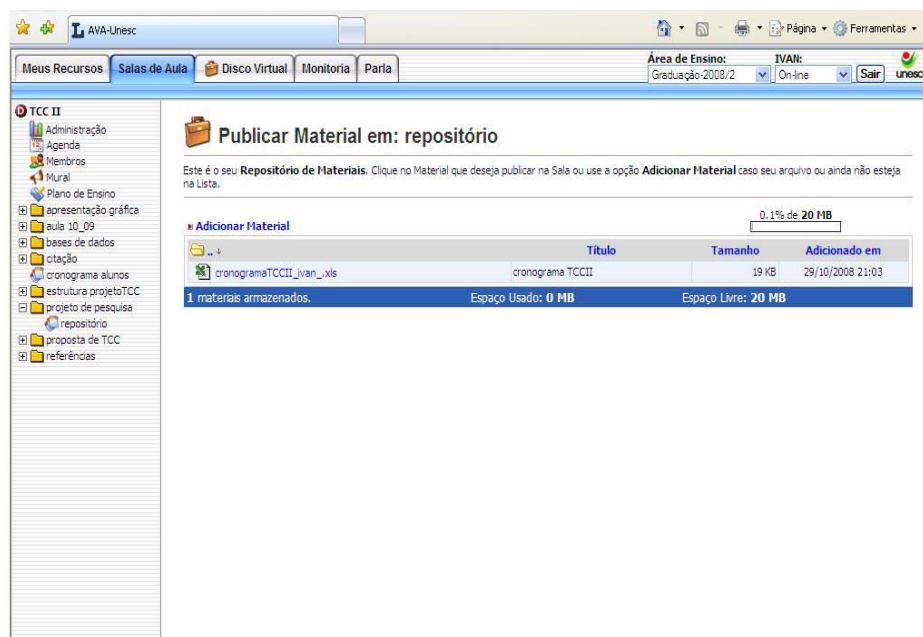 AVA-Unesc
Página
Ferramentas
Meus Recursos
Salas de Aula
Disco Virtual
Monitoria
Parla
Área de Ensino:
IVAN:
Graduação-2008/2
On-line
Sair
unesc
TCC II
Administração
Agenda
Membros
Mural
Plano de Ensino
apresentação gráfica
aula 10_09
bases de dados
citação
cronograma alunos
estrutura projetoTCC
projeto de pesquisa
repositório
proposta de TCC
referências
Publicar Material em: repositório
Este é o seu Repositório de Materiais. Clique no Material que deseja publicar na Sala ou use a opção Adicionar Material caso seu arquivo ou ainda não esteja
na Lista.
0.1% de 20 MB
Adicionar Material
.. Título Tamanho Adicionado em
cronogramaTCCII_ivan_.xls cronograma TCCII 19 KB 29/10/2008 21:03
1 materiais armazenados. Espaço Usado: 0 MB Espaço Livre: 20 MB